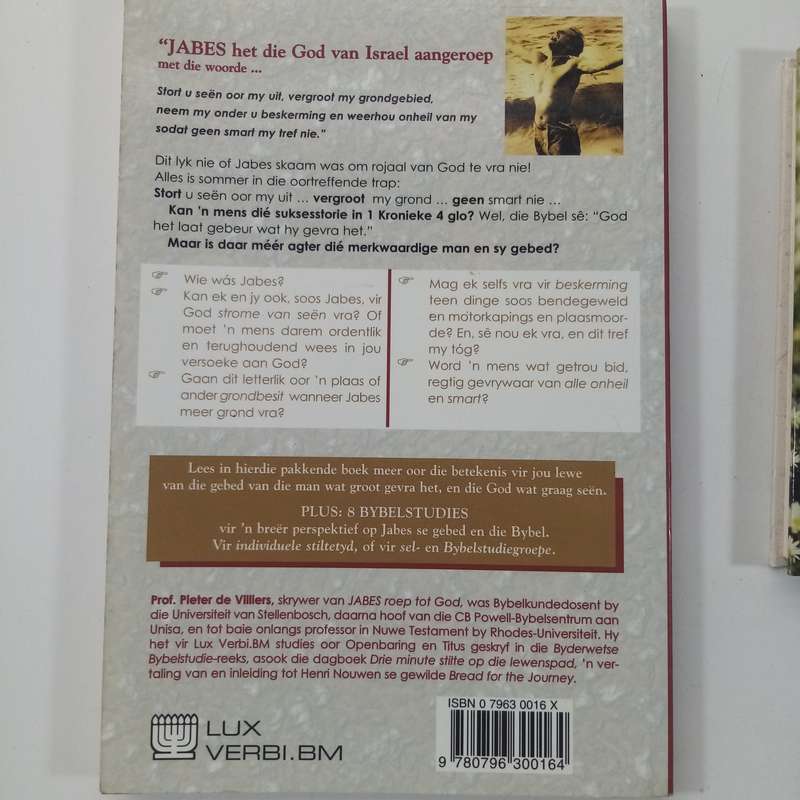 “JABES het die God van Israel aangeroep
met die woorde ...
Stort u seën oor my uit, vergroot my grondgebied,
neem my onder u beskerming en weerhou onheil van my
sodat geen smart my tref nie.”
Dit lyk nie of Jabes skaam was om rojaal van God te vra nie!
Alles is sommer in die oortreffende trap:
Stort u seën oor my uit ... vergroot my grond ... geen smart nie ...
Kan ’n mens dié suksesstorie in 1 Kronieke 4 glo? Wel, die Bybel sê: “God
het laat gebeur wat hy gevra het.”
Maar is daar méér agter dié merkwaardige man en sy gebed?
Wie wás Jabes?
Kan ek en jy ook, soos Jabes, vir
God strome van seën vra? Of
moet ’n mens darem ordentlik
en terughoudend wees in jou
versoeke aan God?
Gaan dit letterlik oor ’n plaas of
ander grondbesit wanneer Jabes
meer grond vra?
Mag ek selfs vra vir beskerming
teen dinge soos bendegeweld
en motorkapings en plaasmoor-
de? En, sê nou ek vra, en dit tref
my tóg?
Word ’n mens wat getrou bid,
regtig gevrywaar van alle onheil
en smart?
Lees in hierdie pakkende boek meer oor die betekenis vir jou lewe
van die gebed van die man wat groot gevra het, en die God wat graag seën.
PLUS: 8 BYBELSTUDIES
vir ’n breër perspektief op Jabes se gebed en die Bybel.
Vir individuele stiltetyd, of vir sel- en Bybelstudiegroepe.
Prof. Pieter de Villiers, skrywer van JABES roep tot God, was Bybelkundedosent by
die Universiteit van Stellenbosch, daarna hoof van die CB Powell-Bybelsentrum aan
Unisa, en tot baie onlangs professor in Nuwe Testament by Rhodes-Universiteit. Hy
het vir Lux Verbi.BM studies oor Openbaring en Titus geskryf in die Byderwetse
Bybelstudie-reeks, asook die dagboek Drie minute stilte op die lewenspad, ’n ver-
taling van en inleiding tot Henri Nouwen se gewilde Bread for the Journey.
LUX
VERBI.BM
ISBN 0 7963 0016 X
9 780796 300164